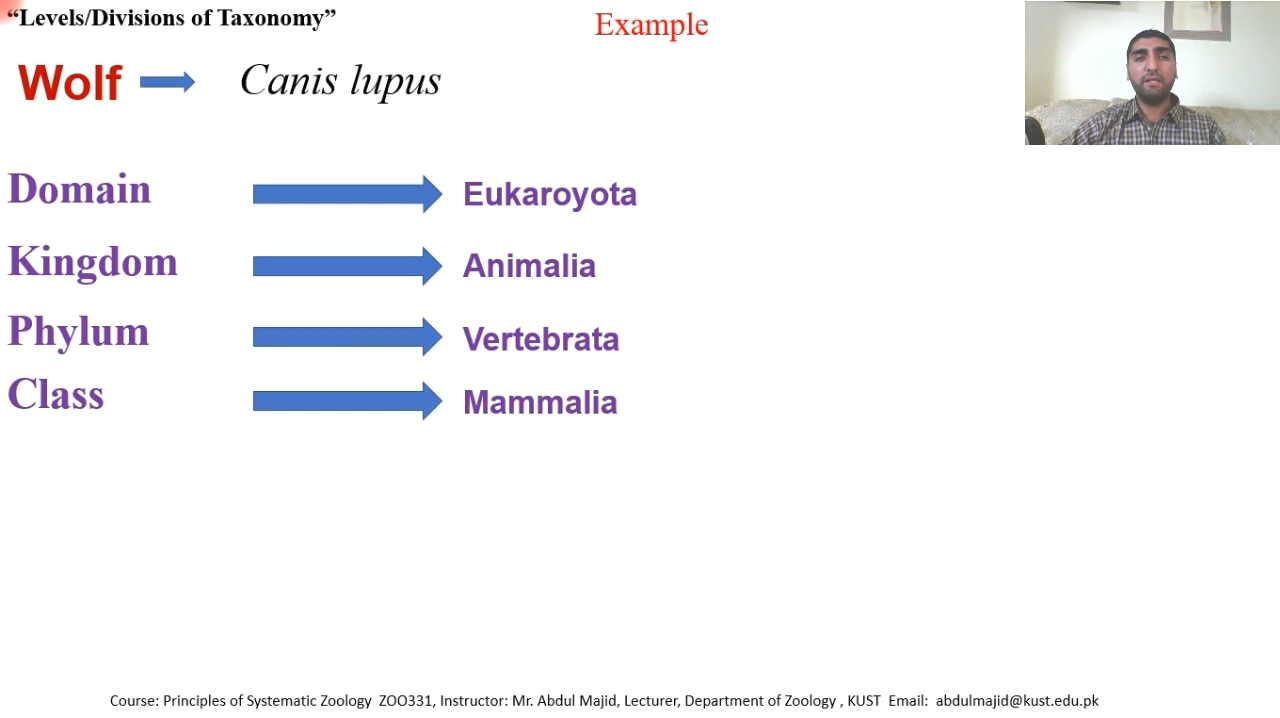 “Levels/Divisions of Taxonomy”
Example
Wolf Canis lupus
Domain Eukaroyota
Kingdom Animalia
Phylum Vertebrata
Class Mammalia
Course: Principles of Systematic Zoology ZOO331, Instructor: Mr. Abdul Majid, Lecturer, Department of Zoology , KUST Email: abdulmajid@kust.edu.pk